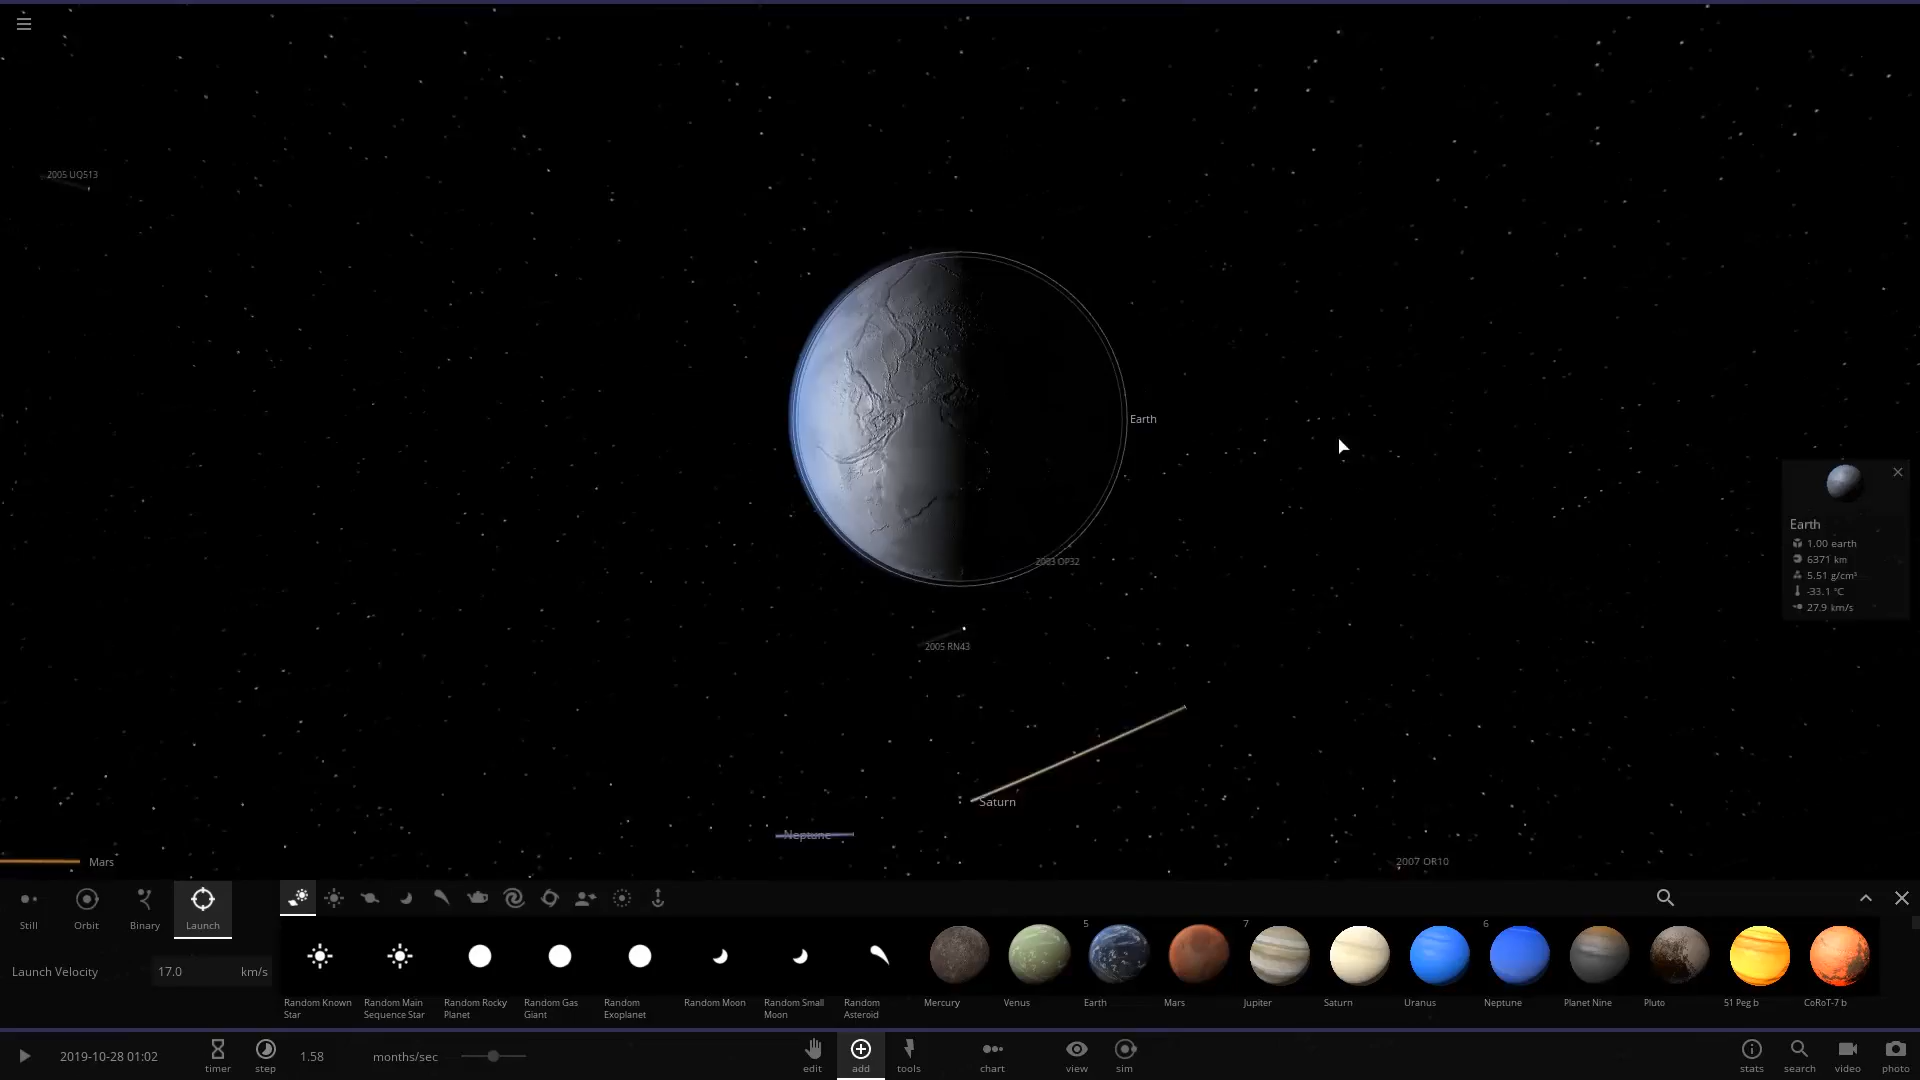 2005 UQ513
Earth
2003 OP32
2005 RN43
Saturn
Neptune
Mars
2007 OR10
Earth
1.00 earth
6371 km
5.51 g/cm³
-33.1 °C
27.9 km/s
Still
Orbit
Binary
Launch
Launch Velocity
17.0 km/s
5
7
6
Random Known
Star
Random Main
Sequence Star
Random Rocky
Planet
Random Gas
Giant
Random
Exoplanet
Random Moon
Random Small
Moon
Random
Asteroid
Mercury
Venus
Earth
Mars
Jupiter
Saturn
Uranus
Neptune
Planet Nine
Pluto
51 Peg b
CoRoT-7 b
2019-10-28 01:02
timer
step
1.58 months/sec
edit
add
tools
chart
view
sim
stats
search
video
photo